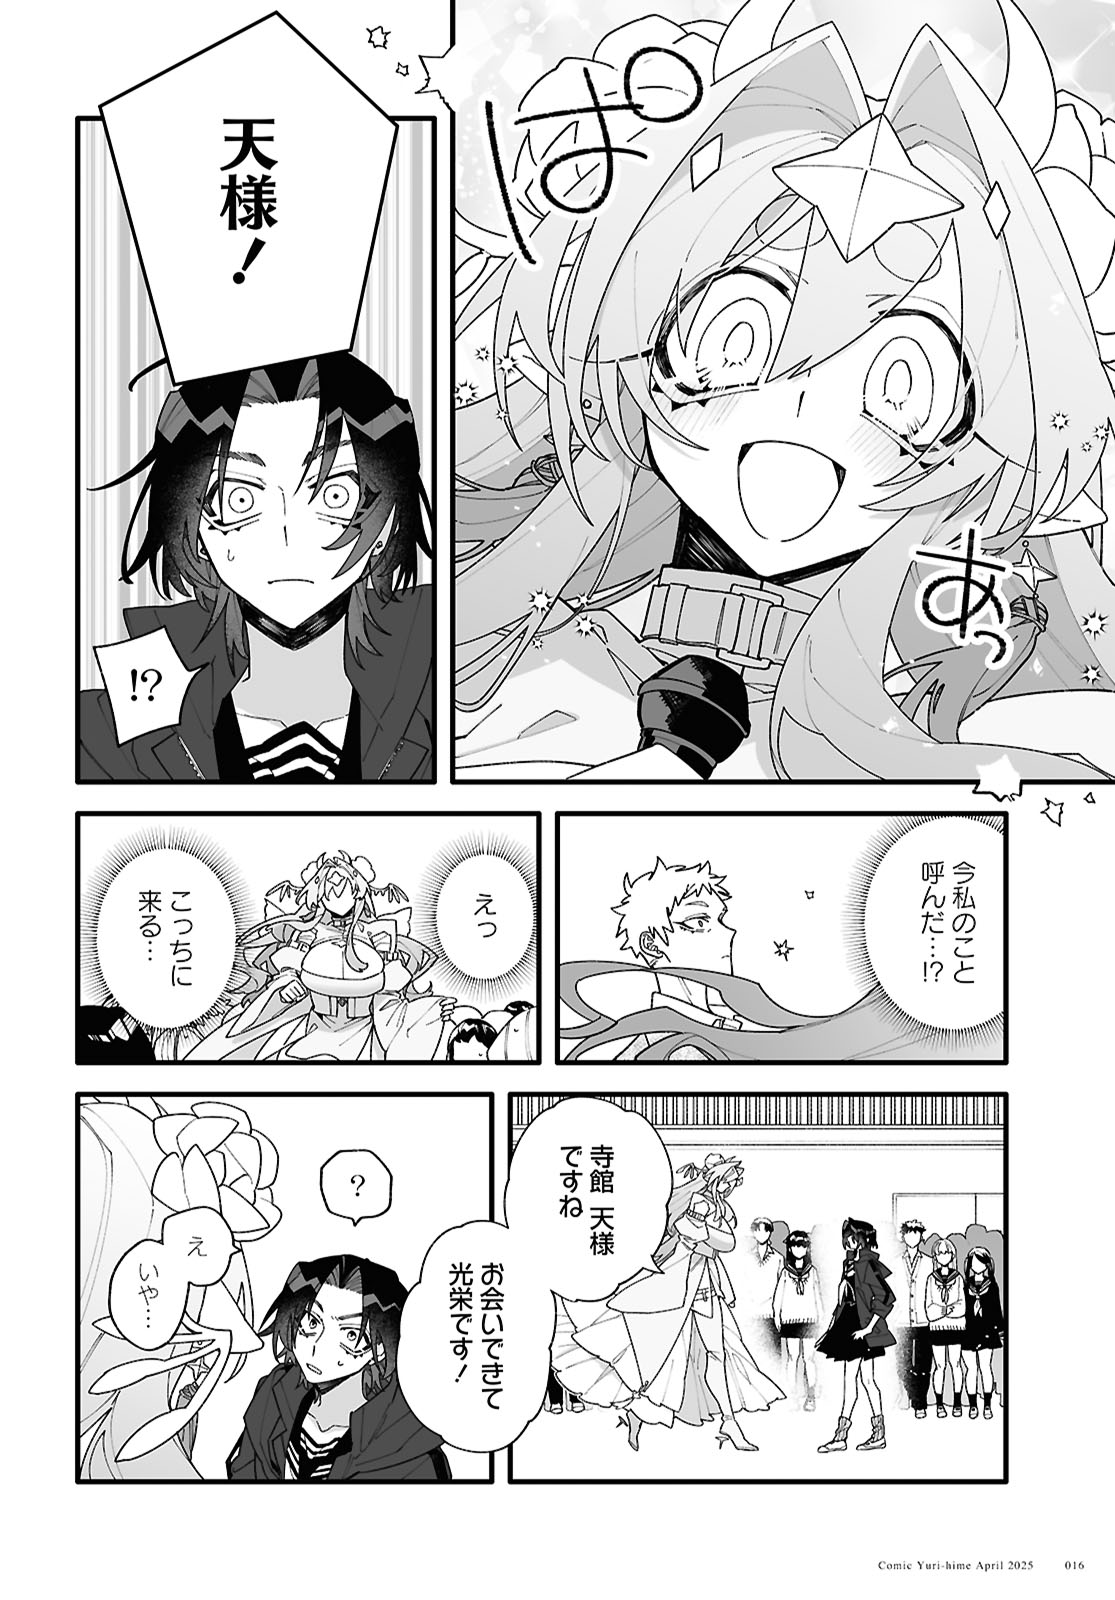 ぱぁっ
天様！
!?
今私のこと
呼んだ…!?
えっ
こっちに
来る…
寺館 天様
ですね
お会いできて
光栄です！
？
え
いや…
Comic Yuri-hime April 2025
016